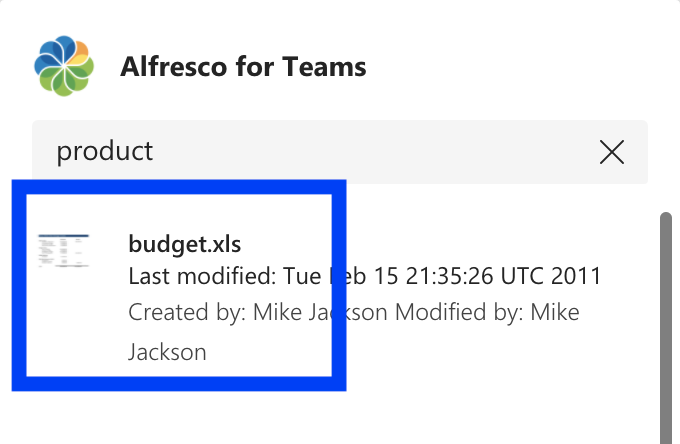 Alfresco for Teams
product
budget.xls
Last modified: Tue Feb 15 21:35:26 UTC 2011
Created by: Mike Jackson Modified by: Mike
Jackson